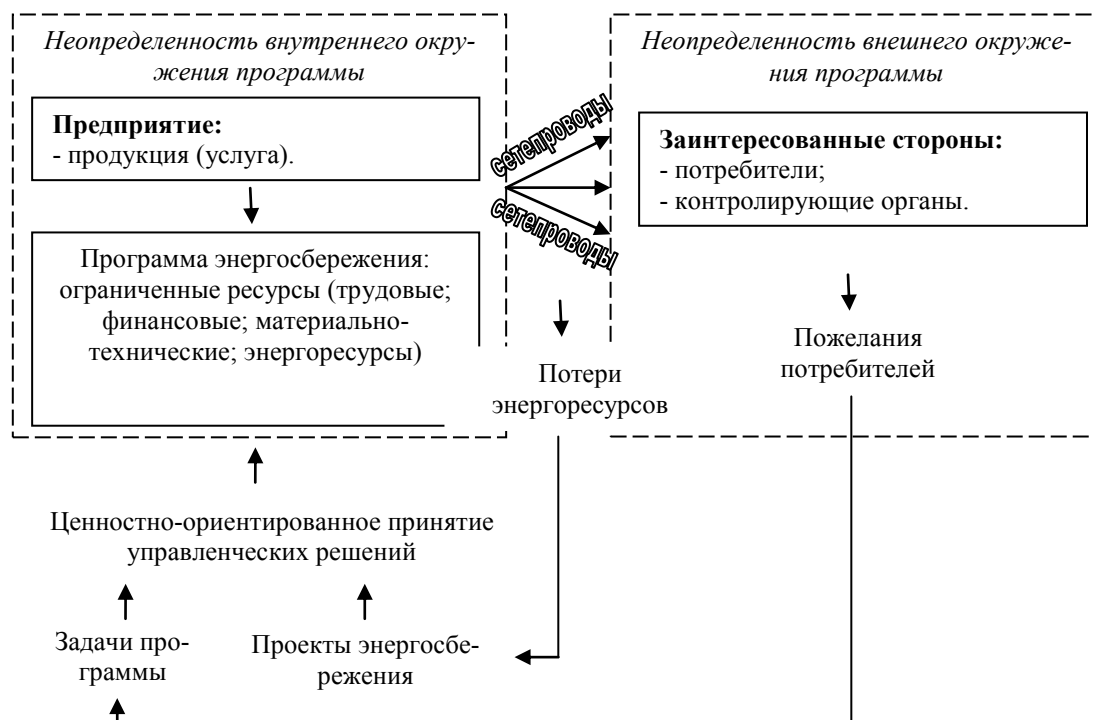 Неопределенность внутреннего окру-
жения программы
Предприятие:
- продукция (услуга).
Программа энергосбережения:
ограниченные ресурсы (трудовые;
финансовые; материально-
технические; энергоресурсы)
сетепроводы
сетепроводы
Неопределенность внешнего окруже-
ния программы
Заинтересованные стороны:
- потребители;
- контролирующие органы.
Потери
энергоресурсов
Пожелания
потребителей
Ценностно-ориентированное принятие
управленческих решений
Задачи про-
граммы
Проекты энергосбе-
режения